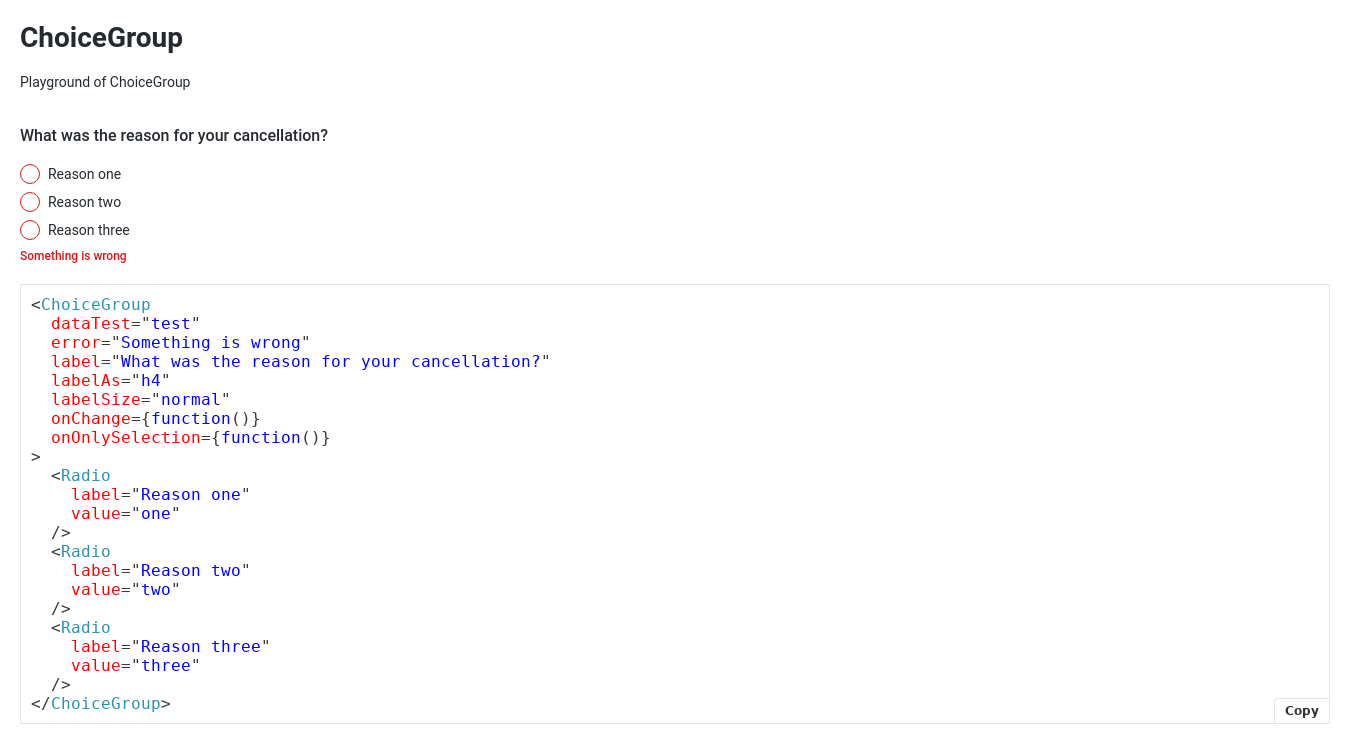 ChoiceGroup
Playground of ChoiceGroup
What was the reason for your cancellation?
Reason one
Reason two
Reason three
Something is wrong
<ChoiceGroup
  dataTest="test"
  error="Something is wrong"
  label="What was the reason for your cancellation?"
  labelAs="h4"
  labelSize="normal"
  onChange={function()}
  onOnlySelection={function()}
>
  <Radio
    label="Reason one"
    value="one"
  />
  <Radio
    label="Reason two"
    value="two"
  />
  <Radio
    label="Reason three"
    value="three"
  />
</ChoiceGroup>
Copy